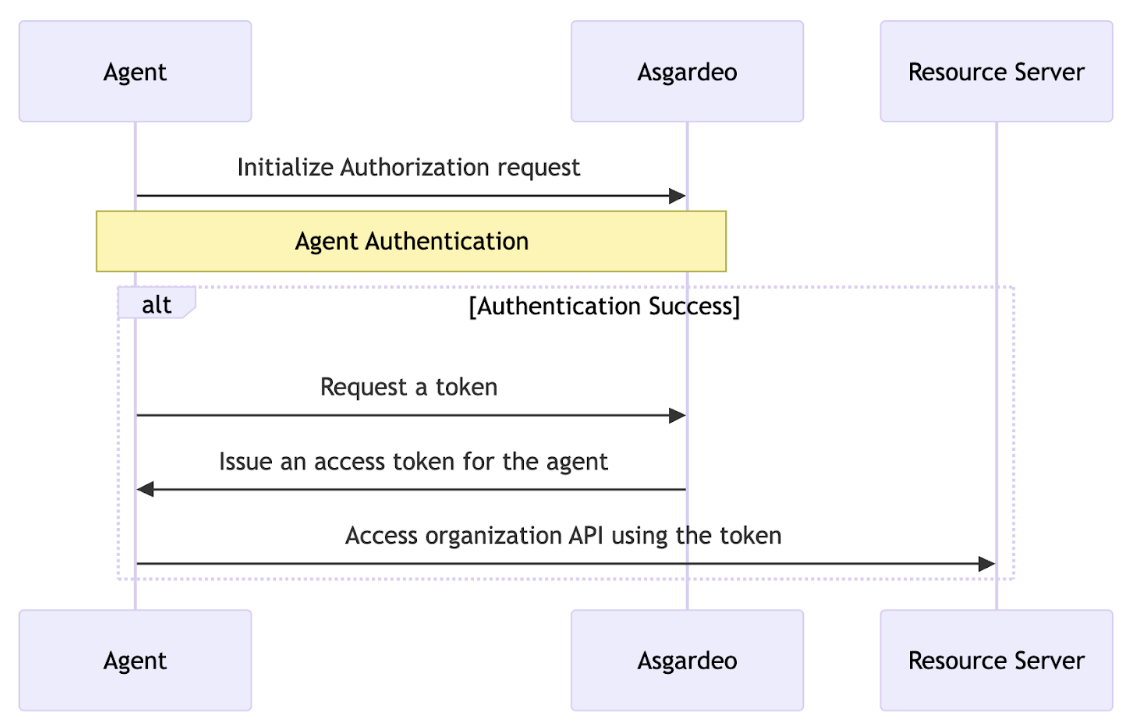 Agent
Asgardeo
Resource Server
Initialize Authorization request
Agent Authentication
alt
[Authentication Success]
Request a token
Issue an access token for the agent
Access organization API using the token
Agent
Asgardeo
Resource Server